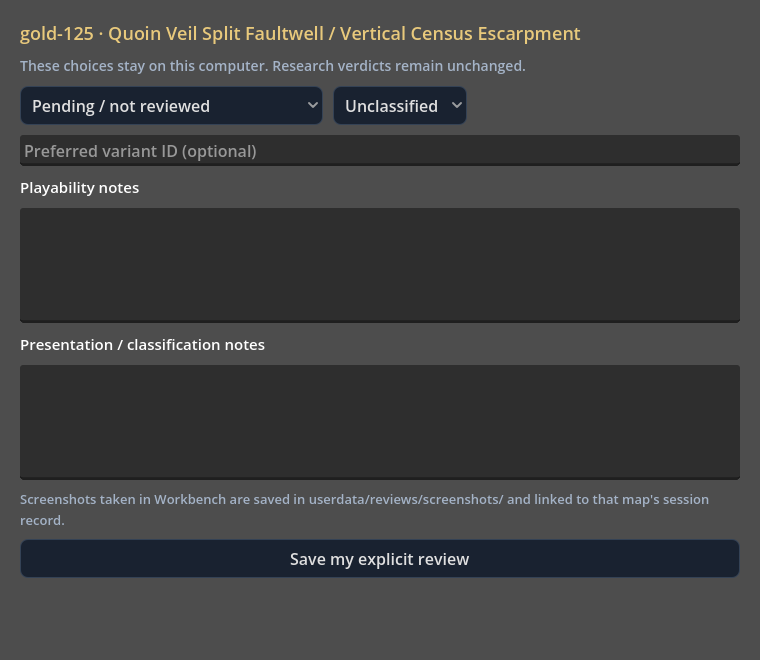 gold-125 · Quoin Veil Split Faultwell / Vertical Census Escarpment
These choices stay on this computer. Research verdicts remain unchanged.
Pending / not reviewed
Unclassified
Preferred variant ID (optional)
Playability notes
Presentation / classification notes
Screenshots taken in Workbench are saved in userdata/reviews/screenshots/ and linked to that map's session
record.
Save my explicit review